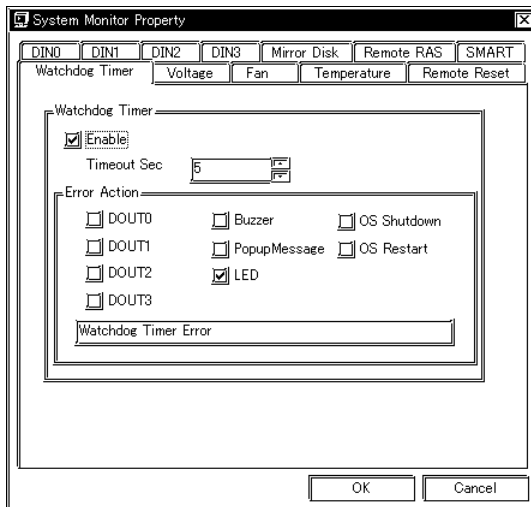 System Monitor Property
DIN0 DIN1 DIN2 DIN3 Mirror Disk Remote RAS SMART
Watchdog Timer Voltage Fan Temperature Remote Reset
Watchdog Timer
Enable
Timeout Sec 5
Error Action
DOUT0 Buzzer OS Shutdown
DOUT1 PopupMessage OS Restart
DOUT2 LED
DOUT3
Watchdog Timer Error
OK Cancel